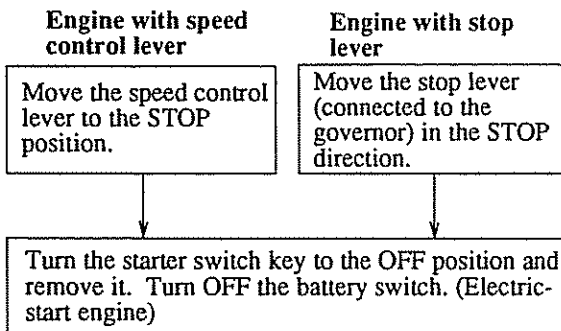 Engine with speed
control lever
Move the speed control
lever to the STOP
position.
Engine with stop
lever
Move the stop lever
(connected to the
governor) in the STOP
direction.
Turn the starter switch key to the OFF position and
remove it. Turn OFF the battery switch. (Electric-
start engine)